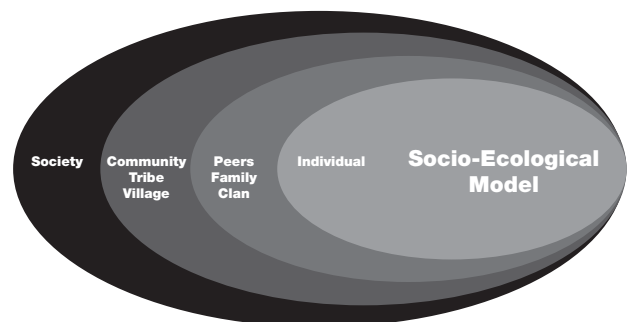 Society
Community
Tribe
Village
Peers
Family
Clan
Individual
Socio-Ecological
Model